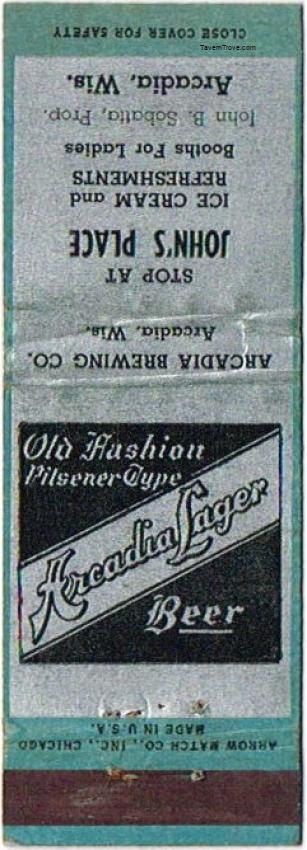 CLOSE COVER FOR SAFETY
TavernTrove.com
Arcadia, Wis.
John B. Sobotta, Prop.
Booths For Ladies
REFRESHMENTS
ICE CREAM and
JOHN'S PLACE
STOP AT
Arcadia, Wis.
ARCADIA BREWING CO.
Old Fashion
Pilsener Type
Arcadia Lager
Beer
MADE IN U.S.A.
ARROW MATCH CO., INC., CHICAGO